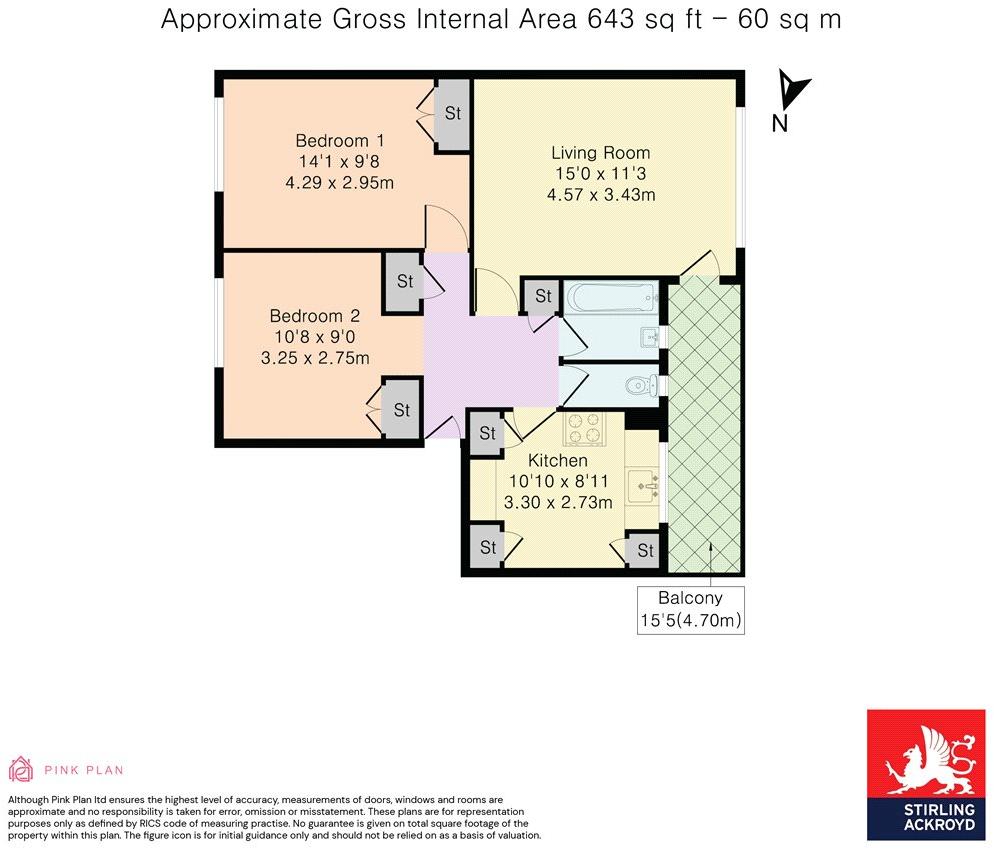 Approximate Gross Internal Area 643 sq ft – 60 sq m
N
St
Bedroom 1
14'1 x 9'8
4.29 x 2.95m
Living Room
15'0 x 11'3
4.57 x 3.43m
St
St
Bedroom 2
10'8 x 9'0
3.25 x 2.75m
St
St
Kitchen
10'10 x 8'11
3.30 x 2.73m
St
St
Balcony
15'5(4.70m)
PINK PLAN
Although Pink Plan ltd ensures the highest level of accuracy, measurements of doors, windows and rooms are
approximate and no responsibility is taken for error, omission or misstatement. These plans are for representation
purposes only as defined by RICS code of measuring practise. No guarantee is given on total square footage of the
property within this plan. The figure icon is for initial guidance only and should not be relied on as a basis of valuation.
STIRLING
ACKROYD